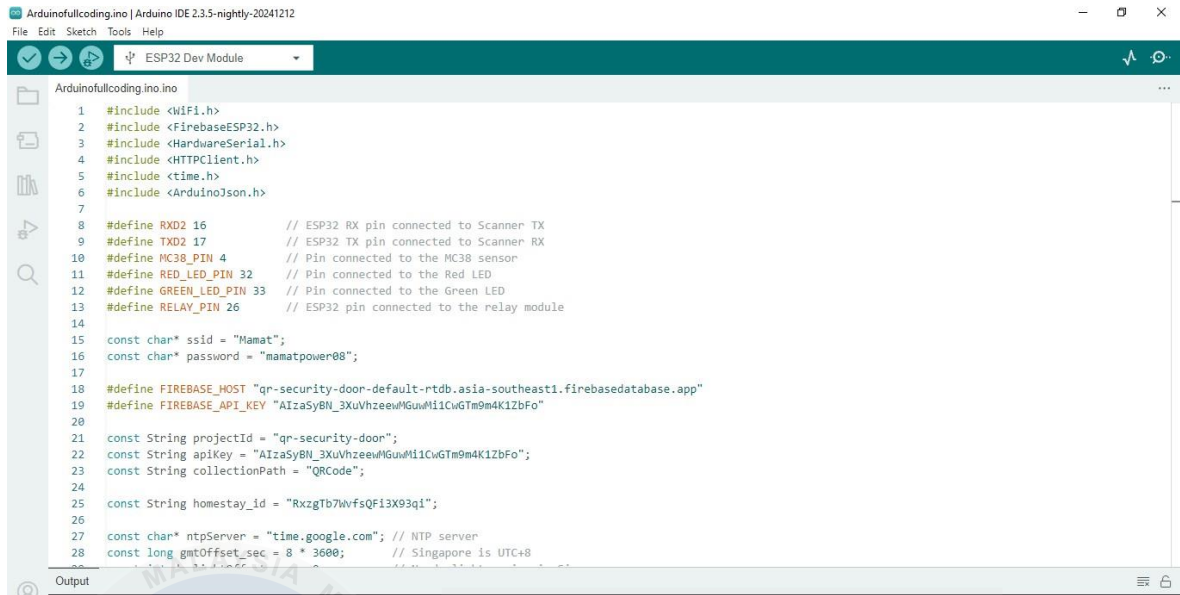 Arduinofullcoding.ino | Arduino IDE 2.3.5-nightly-20241212
File Edit Sketch Tools Help
ESP32 Dev Module
Arduinofullcoding.ino.ino
1 #include <WiFi.h>
2 #include <FirebaseESP32.h>
3 #include <HardwareSerial.h>
4 #include <HTTPClient.h>
5 #include <time.h>
6 #include <ArduinoJson.h>
7
8 #define RXD2 16 // ESP32 RX pin connected to Scanner TX
9 #define TXD2 17 // ESP32 TX pin connected to Scanner RX
10 #define MC38_PIN 4 // Pin connected to the MC38 sensor
11 #define RED_LED_PIN 32 // Pin connected to the Red LED
12 #define GREEN_LED_PIN 33 // Pin connected to the Green LED
13 #define RELAY_PIN 26 // ESP32 pin connected to the relay module
14
15 const char* ssid = "Mamat";
16 const char* password = "mamatpower08";
17
18 #define FIREBASE_HOST "qr-security-door-default-rtdb.asia-southeast1.firebasedatabase.app"
19 #define FIREBASE_API_KEY "AIzaSyBN_3XuVhzeewMGuwMi1CwGTm9m4K1ZbFo"
20
21 const String projectId = "qr-security-door";
22 const String apiKey = "AIzaSyBN_3XuVhzeewMGuwMi1CwGTm9m4K1ZbFo";
23 const String collectionPath = "QRCode";
24
25 const String homestay_id = "RxzgTb7WvfsQFi3X93qi";
26
27 const char* ntpServer = "time.google.com"; // NTP server
28 const long gmtOffset_sec = 8 * 3600; // Singapore is UTC+8
MALAYSIA
Output